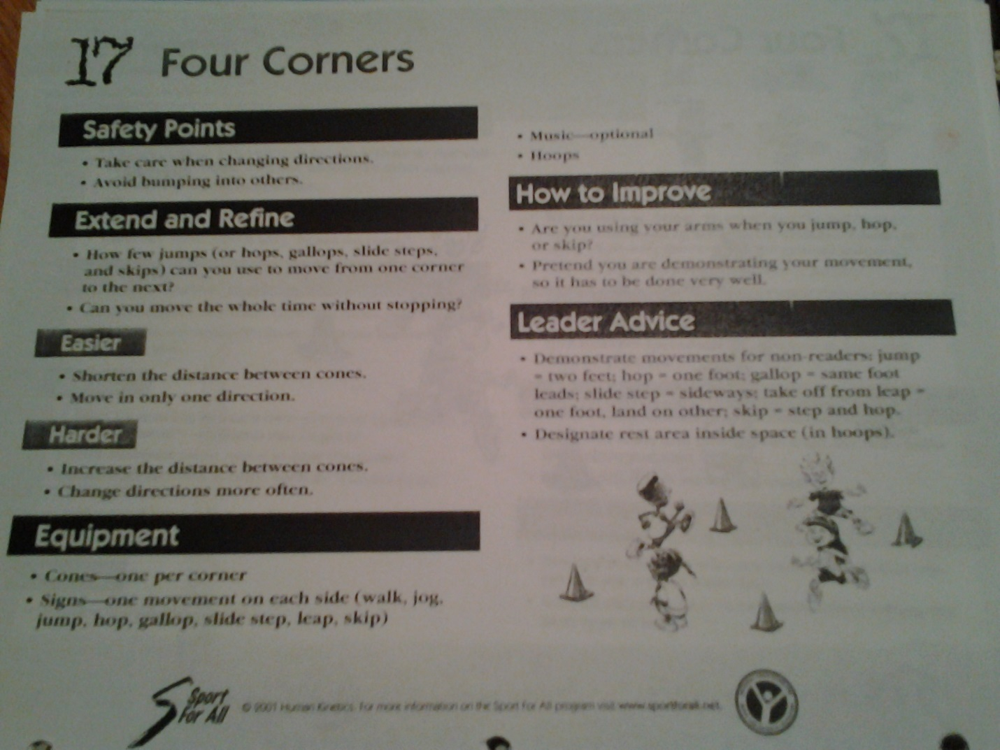 17 Four Corners
Safety Points
• Take care when changing directions.
• Avoid bumping into others.
Extend and Refine
• How few jumps (or hops, gallops, slide steps,
and skips) can you use to move from one corner
to the next?
• Can you move the whole time without stopping?
Easier
• Shorten the distance between cones.
• Move in only one direction.
Harder
• Increase the distance between cones.
• Change directions more often.
Equipment
• Cones—one per corner
• Signs—one movement on each side (walk, jog,
jump, hop, gallop, slide step, leap, skip)
• Music—optional
• Hoops
How to Improve
• Are you using your arms when you jump, hop,
or skip?
• Pretend you are demonstrating your movement,
so it has to be done very well.
Leader Advice
• Demonstrate movements for non-readers: jump
= two feet; hop = one foot; gallop = same foot
leads; slide step = sideways; take off from leap =
one foot, land on other; skip = step and hop.
• Designate rest area inside space (in hoops).
Sport
For All
© 2001 Human Kinetics. For more information on the Sport For All program visit www.sportforall.net.